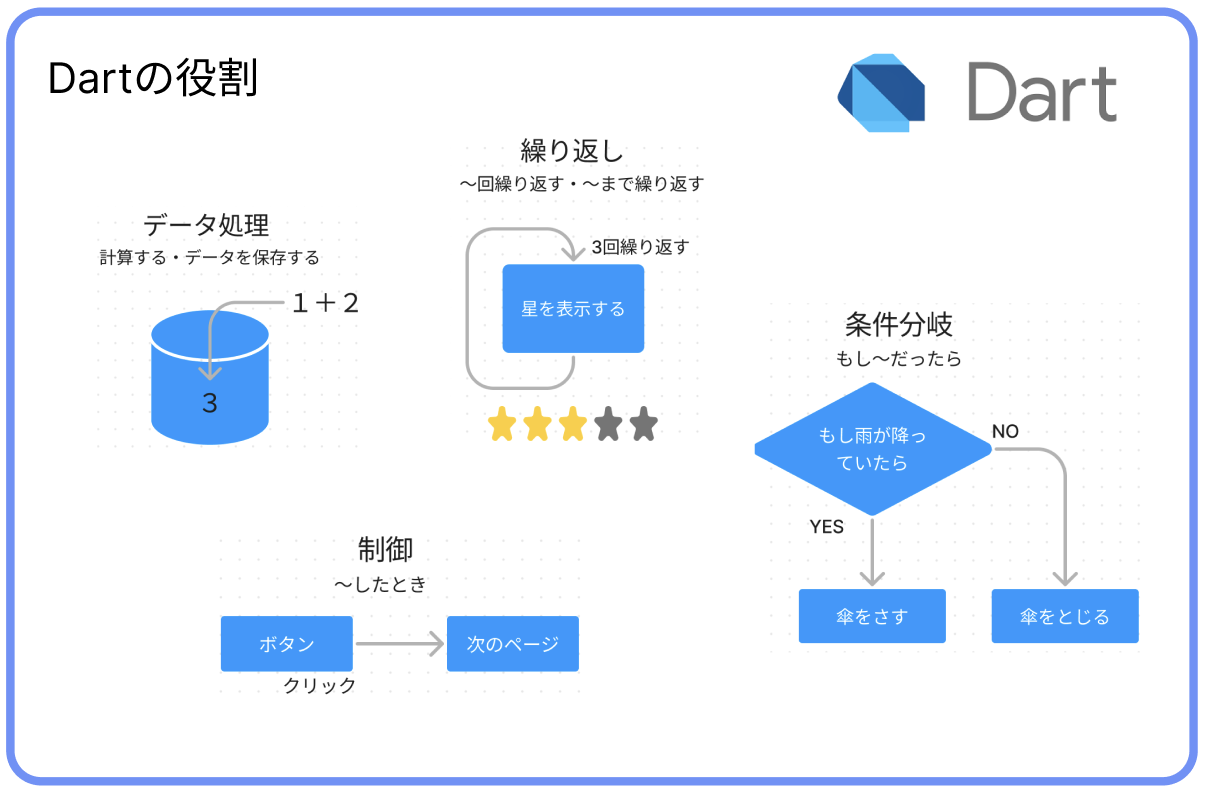 Dartの役割
Dart
繰り返し
〜回繰り返す・〜まで繰り返す
3回繰り返す
星を表示する
データ処理
計算する・データを保存する
１＋２
３
条件分岐
もし〜だったら
もし雨が降っ
ていたら
NO
YES
傘をさす
傘をとじる
制御
〜したとき
ボタン
次のページ
クリック